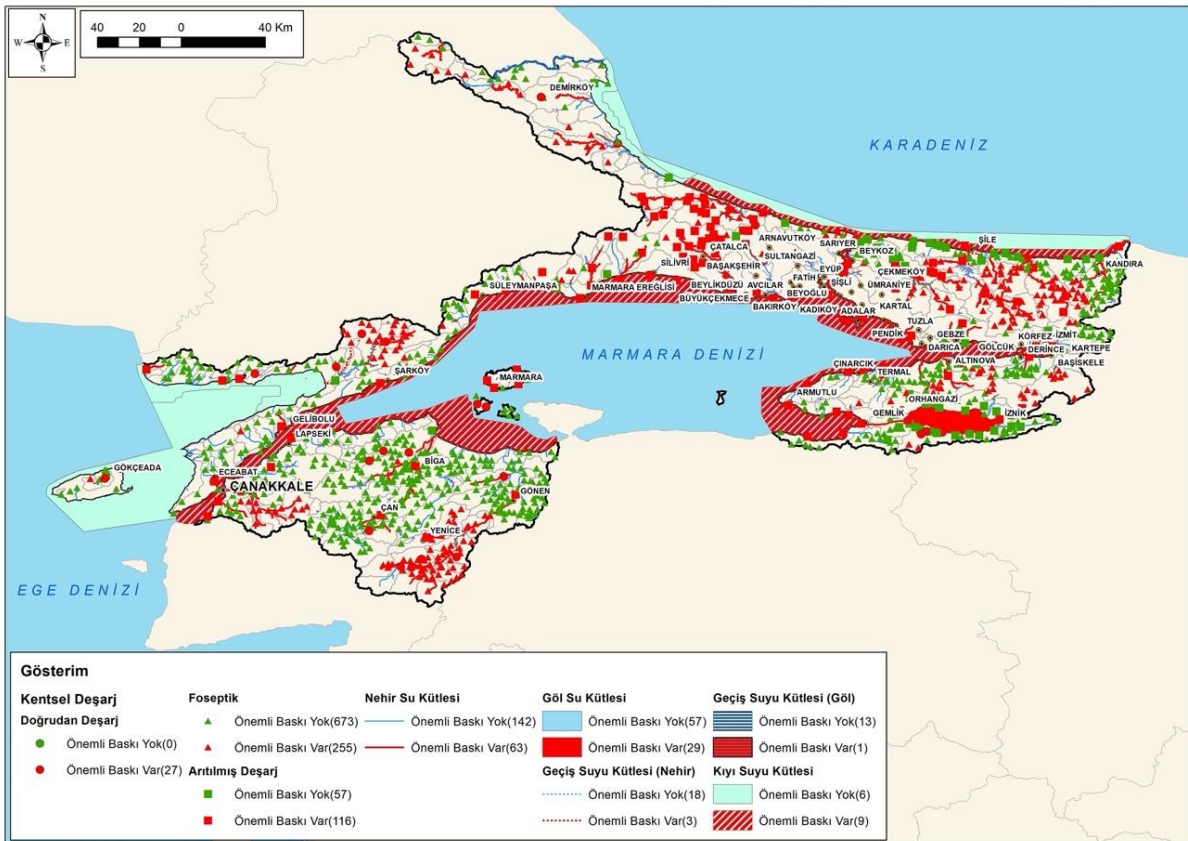 40 20 0 40 Km
N
W E
S
DEMİRKÖY
KARADENİZ
ÇATALCA
ARNAVUTKÖY
SARIYER
BEYKOZ
ŞİLE
KANDIRA
SİLİVRİ
BAŞAKŞEHİR
SULTANGAZİ
EYÜP
ÇEKMEKÖY
SÜLEYMANPAŞA
MARMARA EREĞLİSİ
BEYLİKDÜZÜ
AVCILAR
FATİH
ŞİŞLİ
BEYOĞLU
ÜMRANİYE
BÜYÜKÇEKMECE
BAKIRKÖY
KADIKÖY
ADALAR
KARTAL
TUZLA
PENDİK
GEBZE
DARICA
KÖRFEZ
İZMİT
GÖLCÜK
DERİNCE
KARTEPE
BAŞİSKELE
MARMARA DENİZİ
ÇINARCIK
ALTINOVA
TERMAL
ŞARKÖY
MARMARA
ARMUTLU
ORHANGAZİ
GEMLİK
İZNİK
GELİBOLU
LAPSEKİ
GÖKÇEADA
ECEABAT
ÇANAKKALE
BİGA
GÖNEN
ÇAN
YENİCE
EGE DENİZİ
Gösterim
Kentsel Deşarj
Doğrudan Deşarj
Önemli Baskı Yok(0)
Önemli Baskı Var(27)
Foseptik
Önemli Baskı Yok(673)
Önemli Baskı Var(255)
Arıtılmış Deşarj
Önemli Baskı Yok(57)
Önemli Baskı Var(116)
Nehir Su Kütlesi
Önemli Baskı Yok(142)
Önemli Baskı Var(63)
Göl Su Kütlesi
Önemli Baskı Yok(57)
Önemli Baskı Var(29)
Geçiş Suyu Kütlesi (Nehir)
Önemli Baskı Yok(18)
Önemli Baskı Var(3)
Geçiş Suyu Kütlesi (Göl)
Önemli Baskı Yok(13)
Önemli Baskı Var(1)
Kıyı Suyu Kütlesi
Önemli Baskı Yok(6)
Önemli Baskı Var(9)